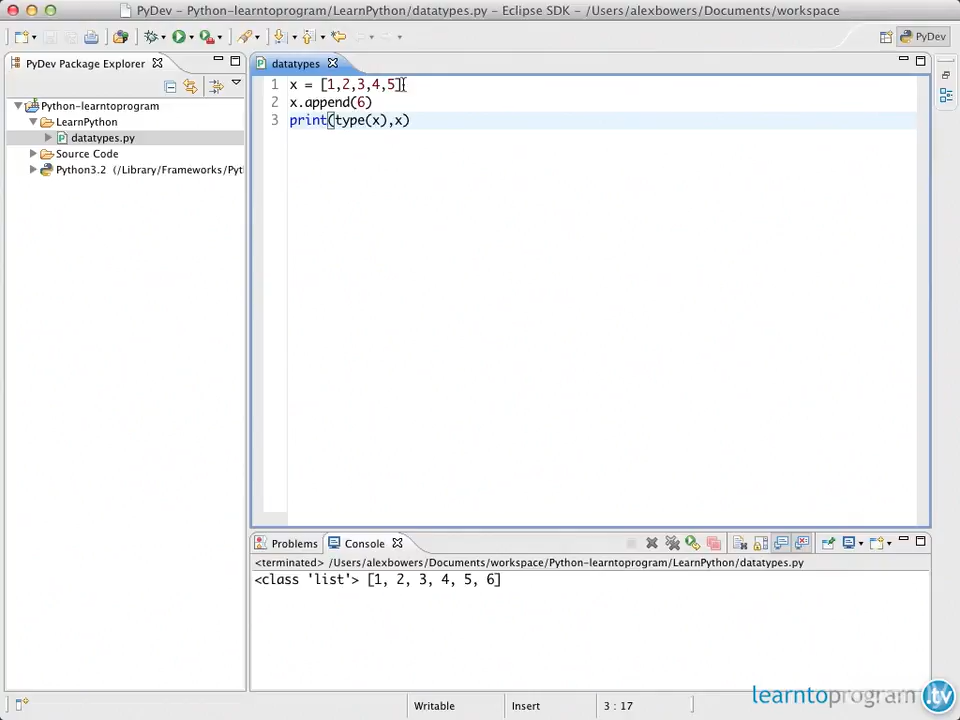 PyDev – Python-learntoprogram/LearnPython/datatypes.py – Eclipse SDK – /Users/alexbowers/Documents/workspace
PyDev
PyDev Package Explorer
Python-learntoprogram
LearnPython
datatypes.py
Source Code
Python3.2 (/Library/Frameworks/Pyt
datatypes
1 x = [1,2,3,4,5]
2 x.append(6)
3 print(type(x),x)
Problems Console
<terminated> /Users/alexbowers/Documents/workspace/Python-learntoprogram/LearnPython/datatypes.py
<class 'list'> [1, 2, 3, 4, 5, 6]
Writable Insert 3 : 17
learntoprogram.tv